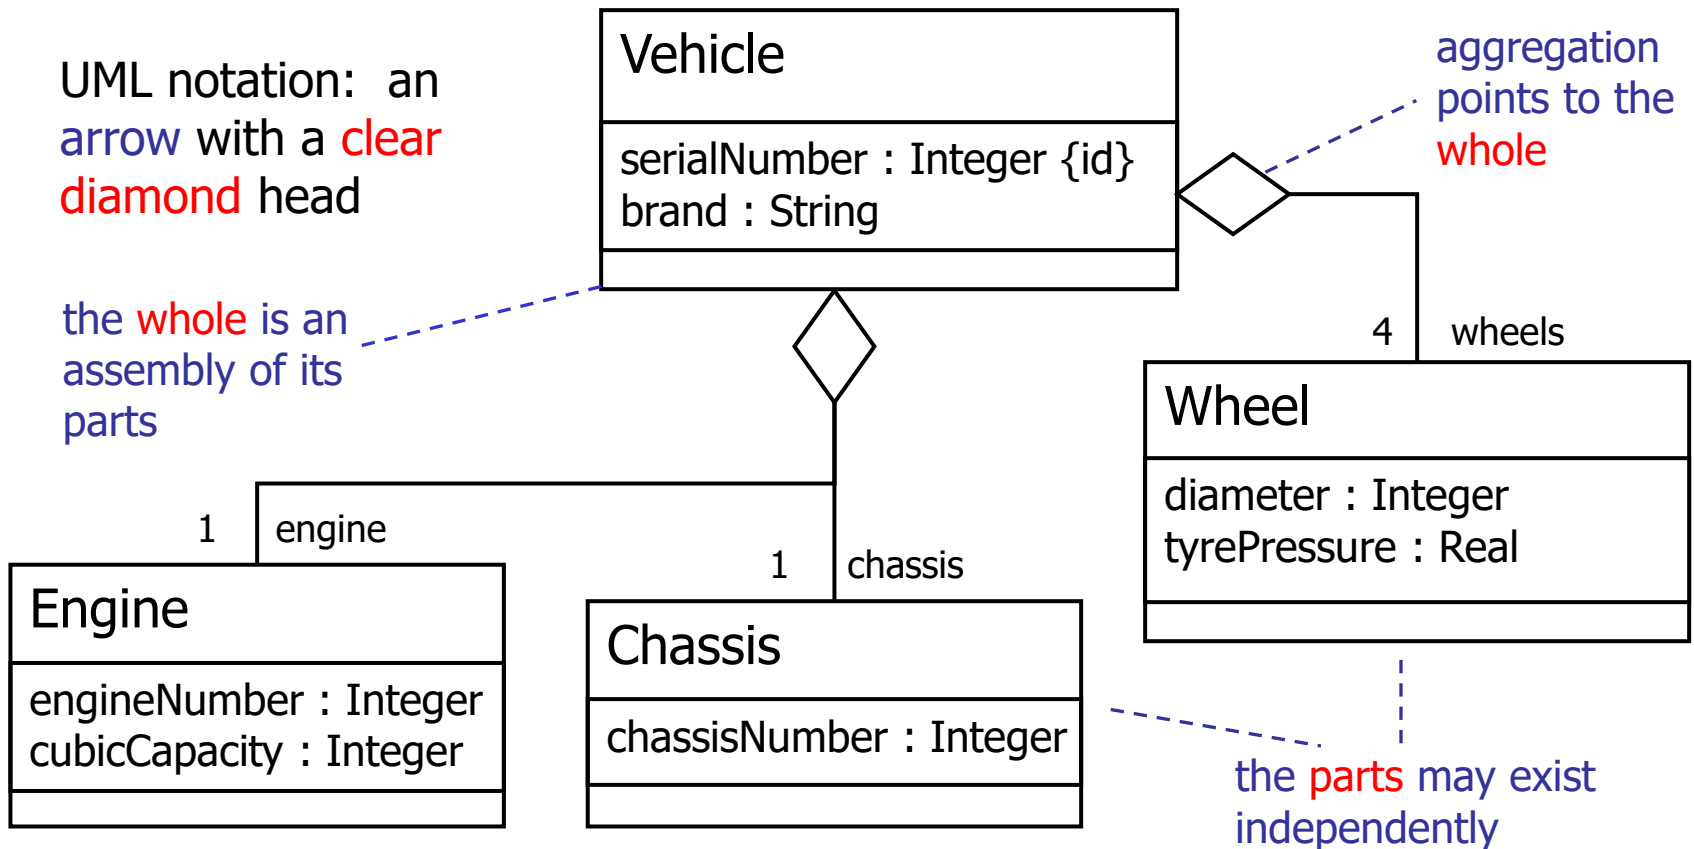 UML notation: an
arrow with a clear
diamond head
the whole is an
assembly of its
parts
Vehicle
serialNumber : Integer {id}
brand : String
aggregation
points to the
whole
4 wheels
Wheel
diameter : Integer
tyrePressure : Real
1 engine
Engine
engineNumber : Integer
cubicCapacity : Integer
1 chassis
Chassis
chassisNumber : Integer
the parts may exist
independently